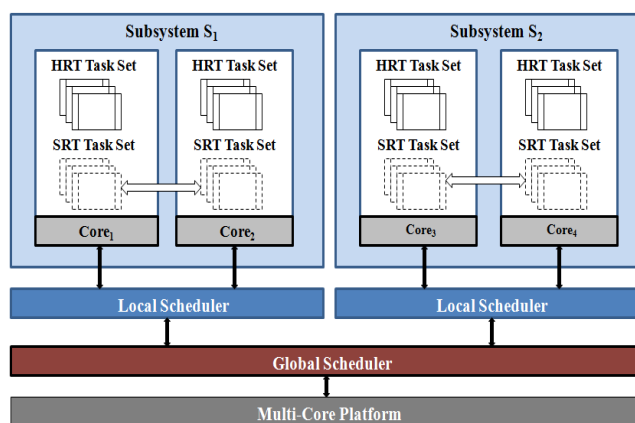 Subsystem S₁
Subsystem S₂
HRT Task Set
HRT Task Set
HRT Task Set
HRT Task Set
SRT Task Set
SRT Task Set
SRT Task Set
SRT Task Set
Core₁
Core₂
Core₃
Core₄
Local Scheduler
Local Scheduler
Global Scheduler
Multi-Core Platform